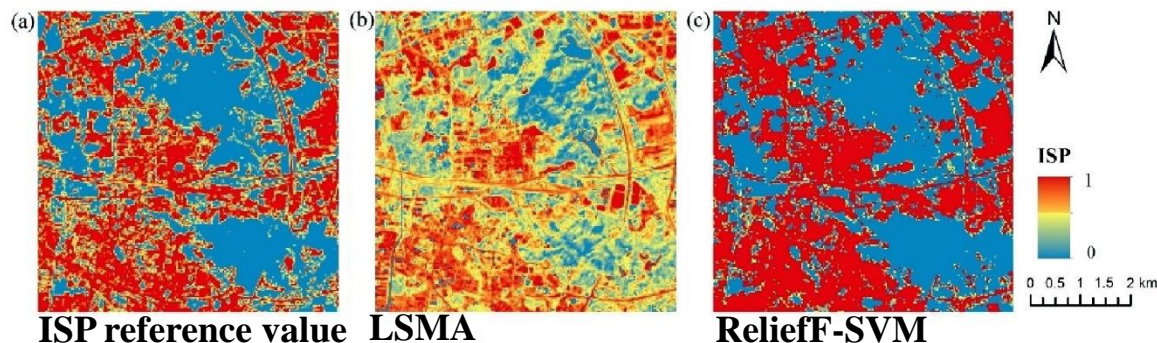 (a)
(b)
(c)
N
ISP
1
0
0 0.5 1 1.5 2 km
ISP reference value
LSMA
ReliefF-SVM